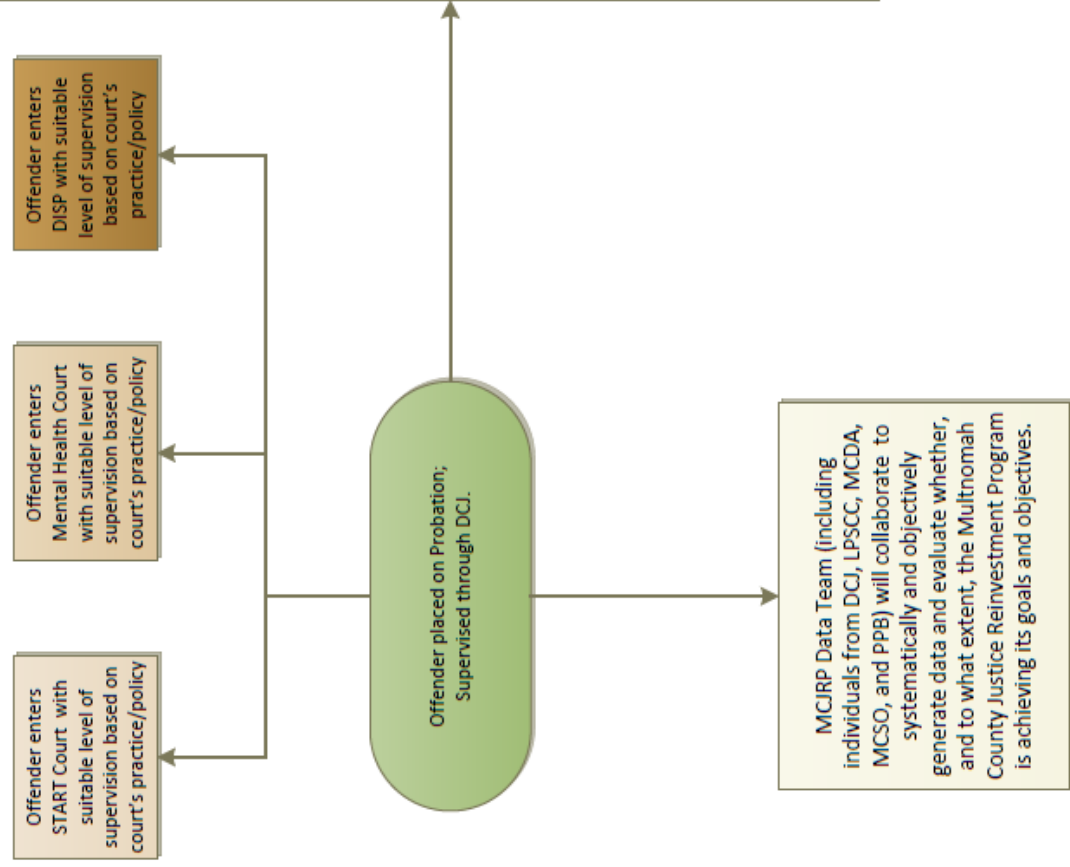 Offender enters
START Court with
suitable level of
supervision based on
court's practice/policy
Offender enters
Mental Health Court
with suitable level of
supervision based on
court's practice/policy
Offender enters
DISP with suitable
level of supervision
based on court's
practice/policy
Offender placed on Probation;
Supervised through DCJ.
MCJRP Data Team (including
individuals from DCJ, LPSCC, MCDA,
MCSO, and PPB) will collaborate to
systematically and objectively
generate data and evaluate whether,
and to what extent, the Multnomah
County Justice Reinvestment Program
is achieving its goals and objectives.